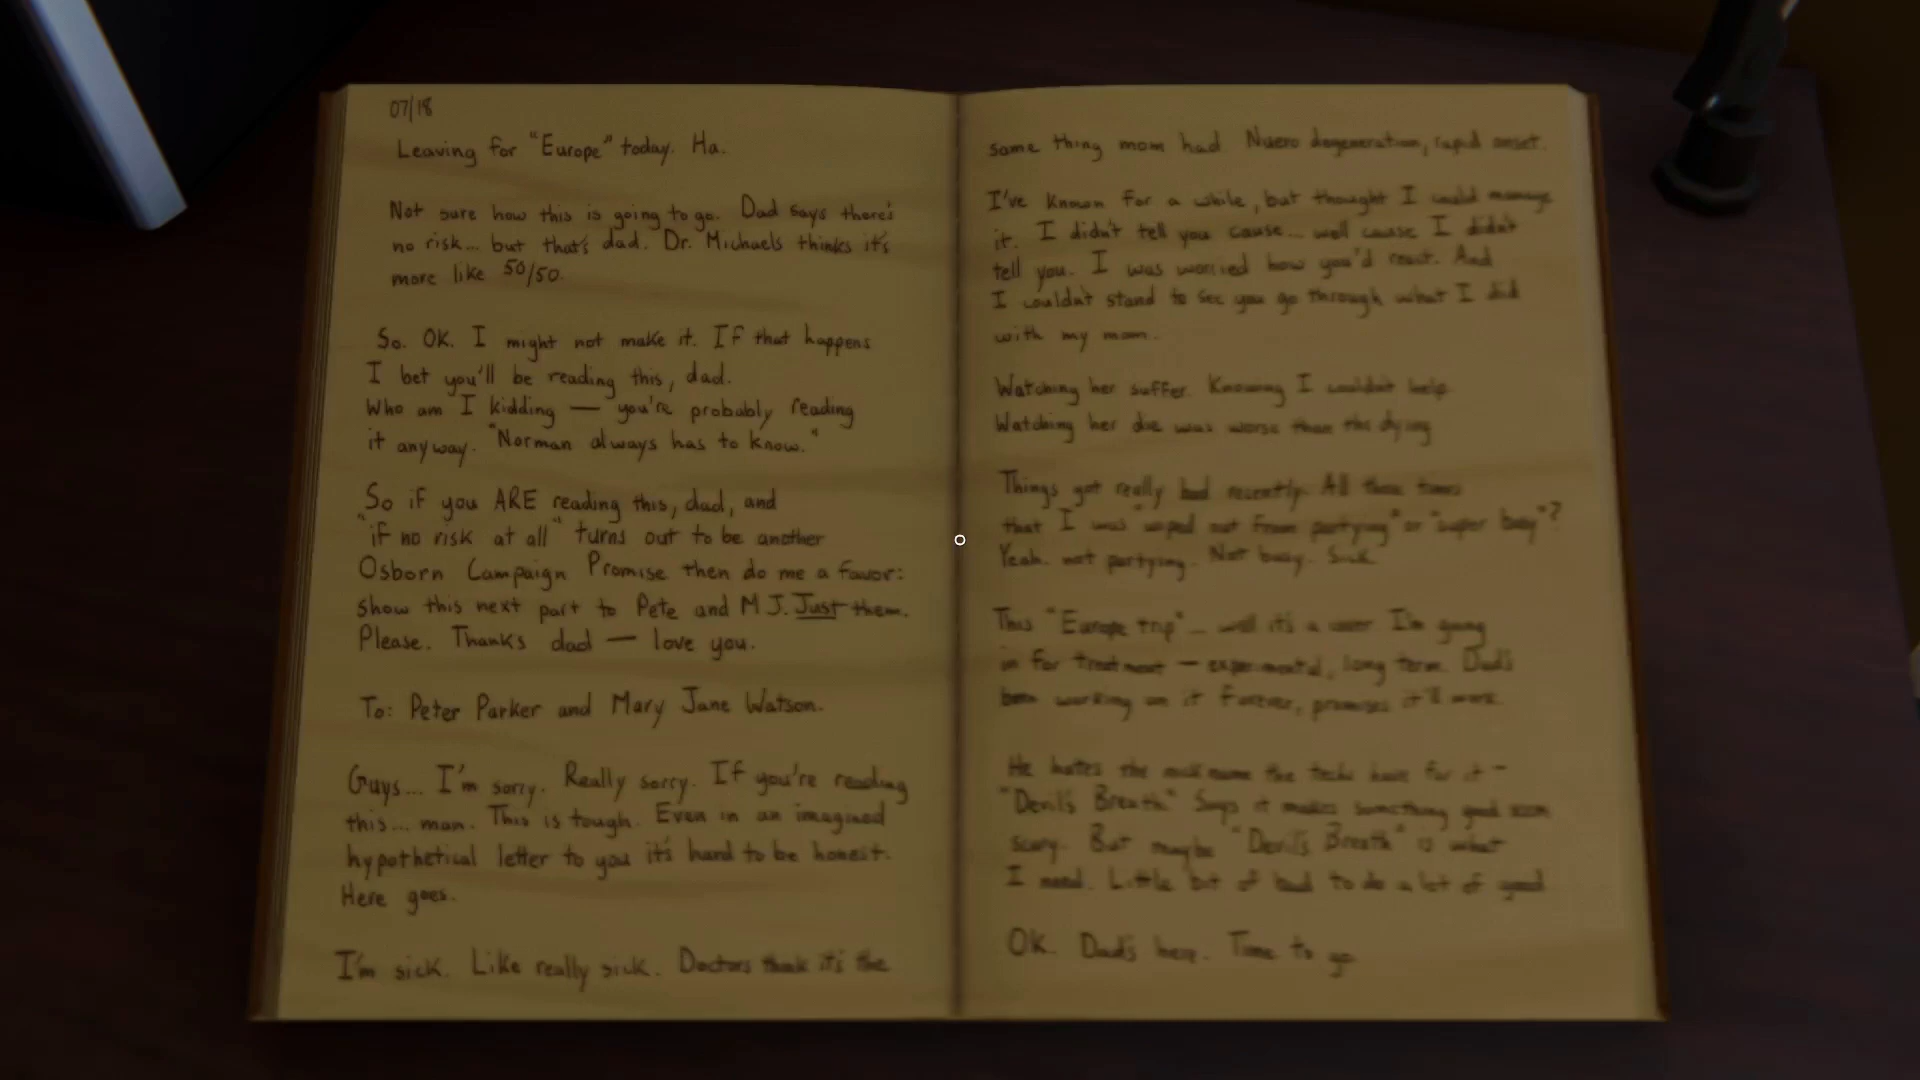 07/18
Leaving for "Europe" today. Ha.
Not sure how this is going to go. Dad says there's
no risk... but that's dad. Dr. Michaels thinks it's
more like 50/50.
So. OK. I might not make it. If that happens
I bet you'll be reading this, dad.
Who am I kidding — you're probably reading
it anyway. "Norman always has to know."
So if you ARE reading this, dad, and
"if no risk at all" turns out to be another
Osborn Campaign Promise then do me a favor:
show this next part to Pete and MJ. Just them.
Please. Thanks dad — love you.
To: Peter Parker and Mary Jane Watson.
Guys... I'm sorry. Really sorry. If you're reading
this... man. This is tough. Even in an imagined
hypothetical letter to you it's hard to be honest.
Here goes.
I'm sick. Like really sick. Doctors think it's the
same thing mom had Nuero degeneration, rapid onset.
I've known for a while, but thought I could manage
it. I didn't tell you cause... well cause I didn't
tell you. I was worried how you'd react. And
I couldn't stand to see you go through what I did
with my mom.
Watching her suffer. Knowing I couldn't help
Watching her die was worse than the dying
Things got really bad recently. All those times
that I was "wiped out from partying" or "super busy"?
Yeah. not partying. Not busy. Sick.
This "Europe trip"... well it's a cover I'm going
in for treatment — experimental, long term. Dad's
been working on it forever, promises it'll work.
He hates the nickname the techs have for it -
"Devil's Breath." Says it makes something good seem
scary. But maybe "Devil's Breath" is what
I need. Little bit of bad to do a lot of good
OK. Dad's here. Time to go